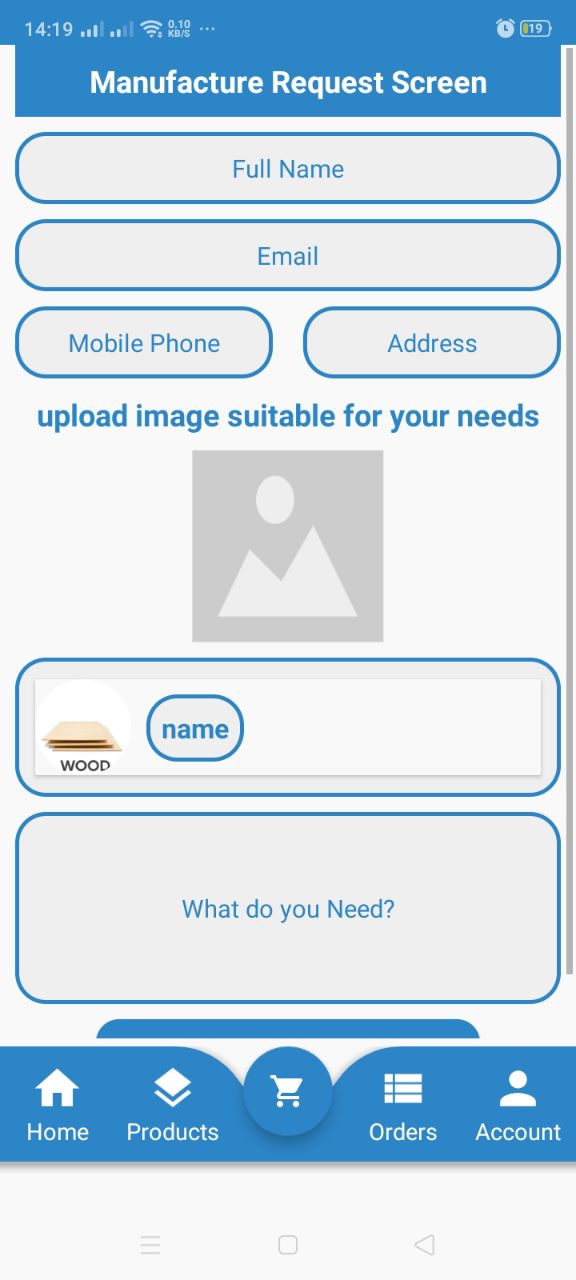 14:19 0.10 KB/S ... 19
Manufacture Request Screen
Full Name
Email
Mobile Phone Address
upload image suitable for your needs
name
WOOD
What do you Need?
Home Products Orders Account